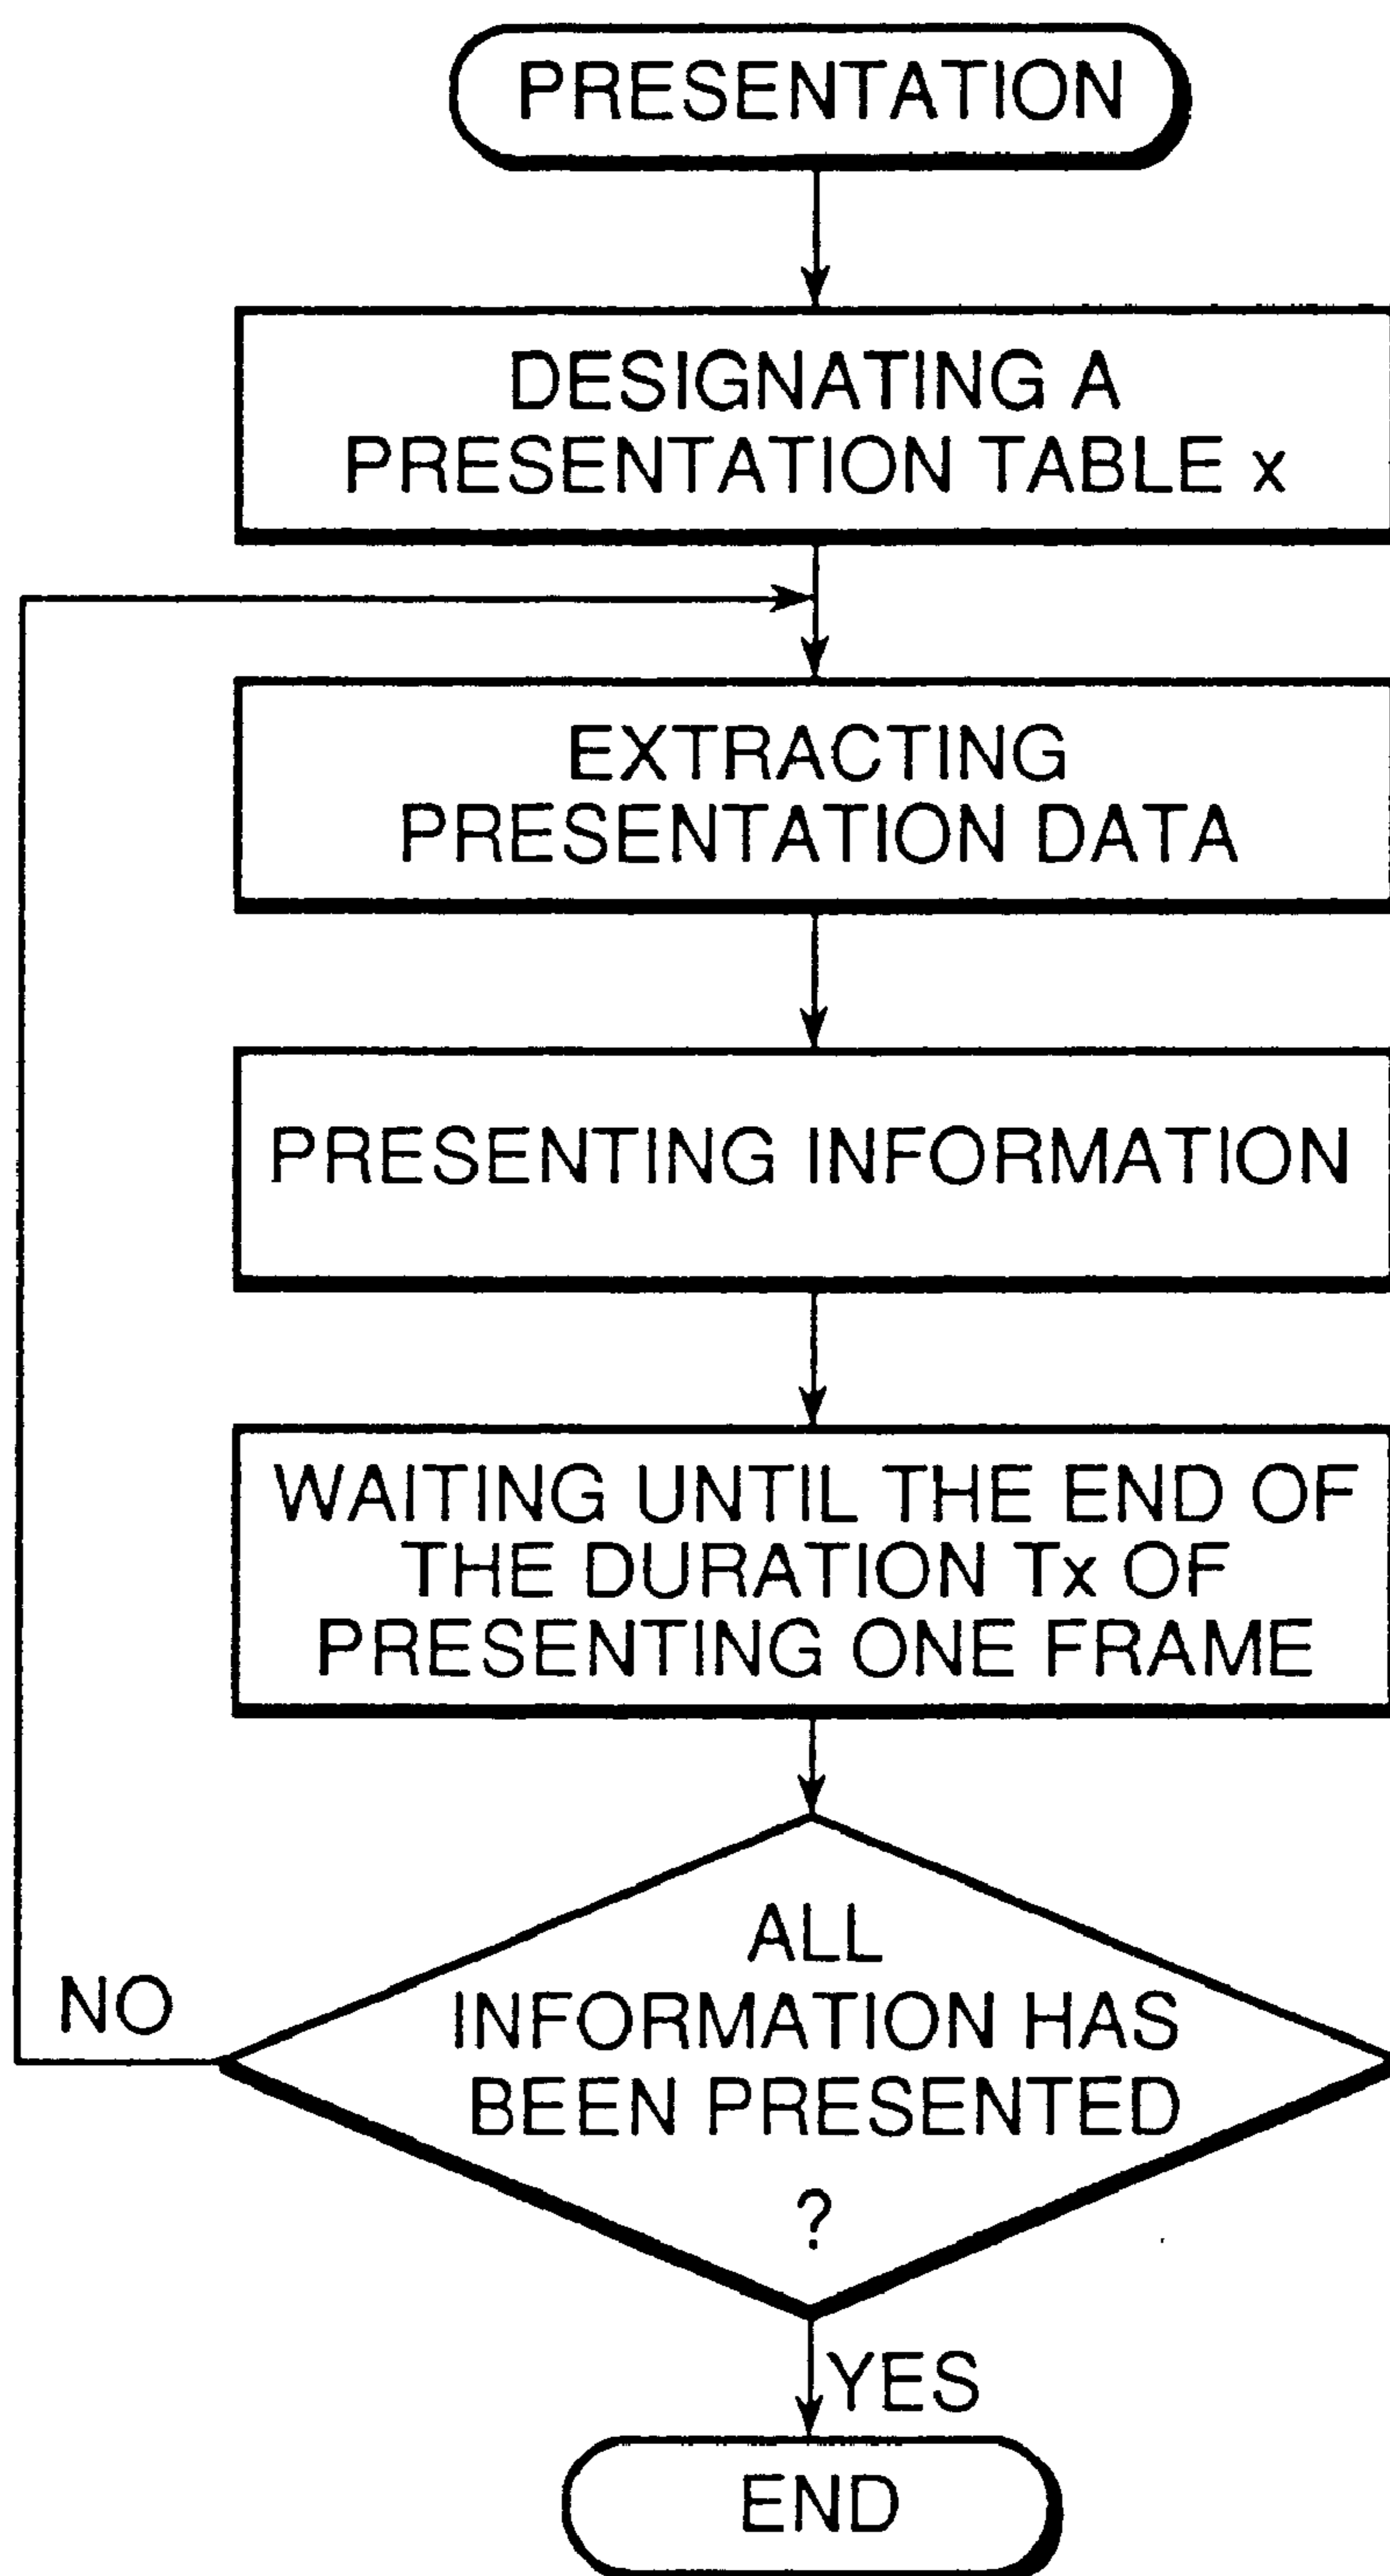 PRESENTATION
DESIGNATING A
PRESENTATION TABLE x
EXTRACTING
PRESENTATION DATA
PRESENTING INFORMATION
WAITING UNTIL THE END OF
THE DURATION Tx OF
PRESENTING ONE FRAME
ALL
INFORMATION HAS
BEEN PRESENTED
?
NO
YES
END